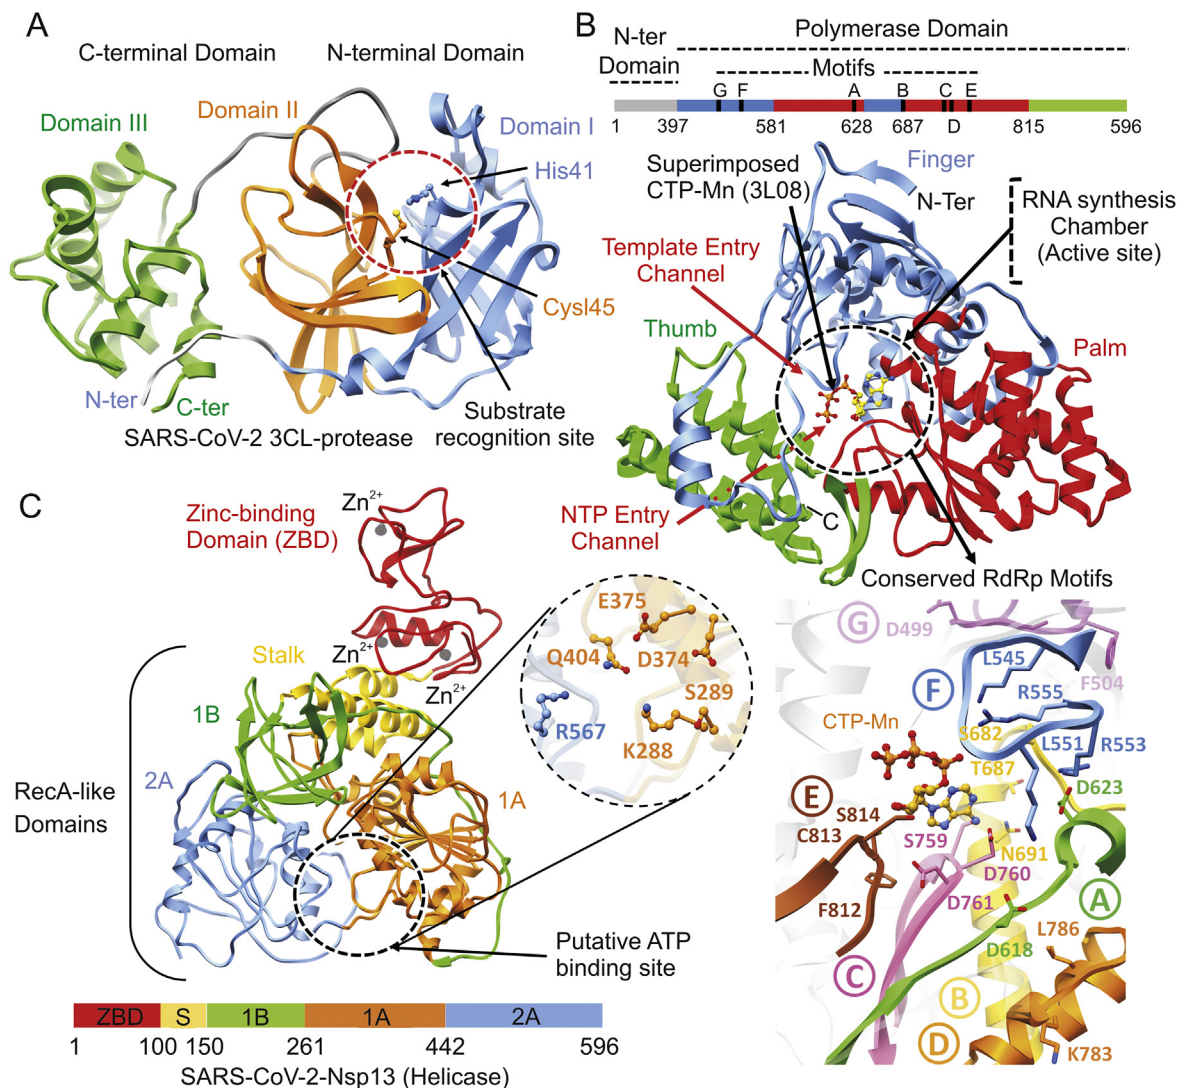 A
C-terminal Domain
N-terminal Domain
Domain III
Domain II
Domain I
His41
Cysl45
N-ter
C-ter
Substrate
recognition site
SARS-CoV-2 3CL-protease
B
N-ter
Domain
Polymerase Domain
Motifs
G F A B C E
1 397 581 628 687 D 815 596
Superimposed
CTP-Mn (3L08)
Finger
N-Ter
RNA synthesis
Chamber
(Active site)
Template Entry
Channel
Thumb
Palm
NTP Entry
Channel
C
Conserved RdRp Motifs
C
Zinc-binding
Domain (ZBD)
Zn2+
Zn2+
Zn2+
Stalk
1B
2A
1A
RecA-like
Domains
E375
Q404
D374
S289
R567
K288
Putative ATP
binding site
ZBD S 1B 1A 2A
1 100 150 261 442 596
SARS-CoV-2-Nsp13 (Helicase)
G
D499
L545
F
R555
F504
CTP-Mn
S682
L551
R553
T687
D623
E
S814
C813
S759
N691
D760
F812
D761
A
L786
D618
C
B
D
K783